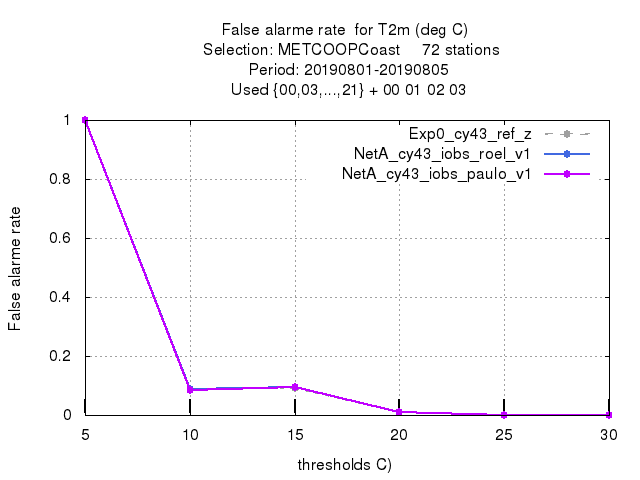 False alarme rate  for T2m (deg C)
Selection: METCOOPCoast     72 stations
Period: 20190801-20190805
Used {00,03,...,21} + 00 01 02 03
Exp0_cy43_ref_z
NetA_cy43_iobs_roel_v1
NetA_cy43_iobs_paulo_v1
False alarme rate
1
0.8
0.6
0.4
0.2
0
5 10 15 20 25 30
thresholds C)